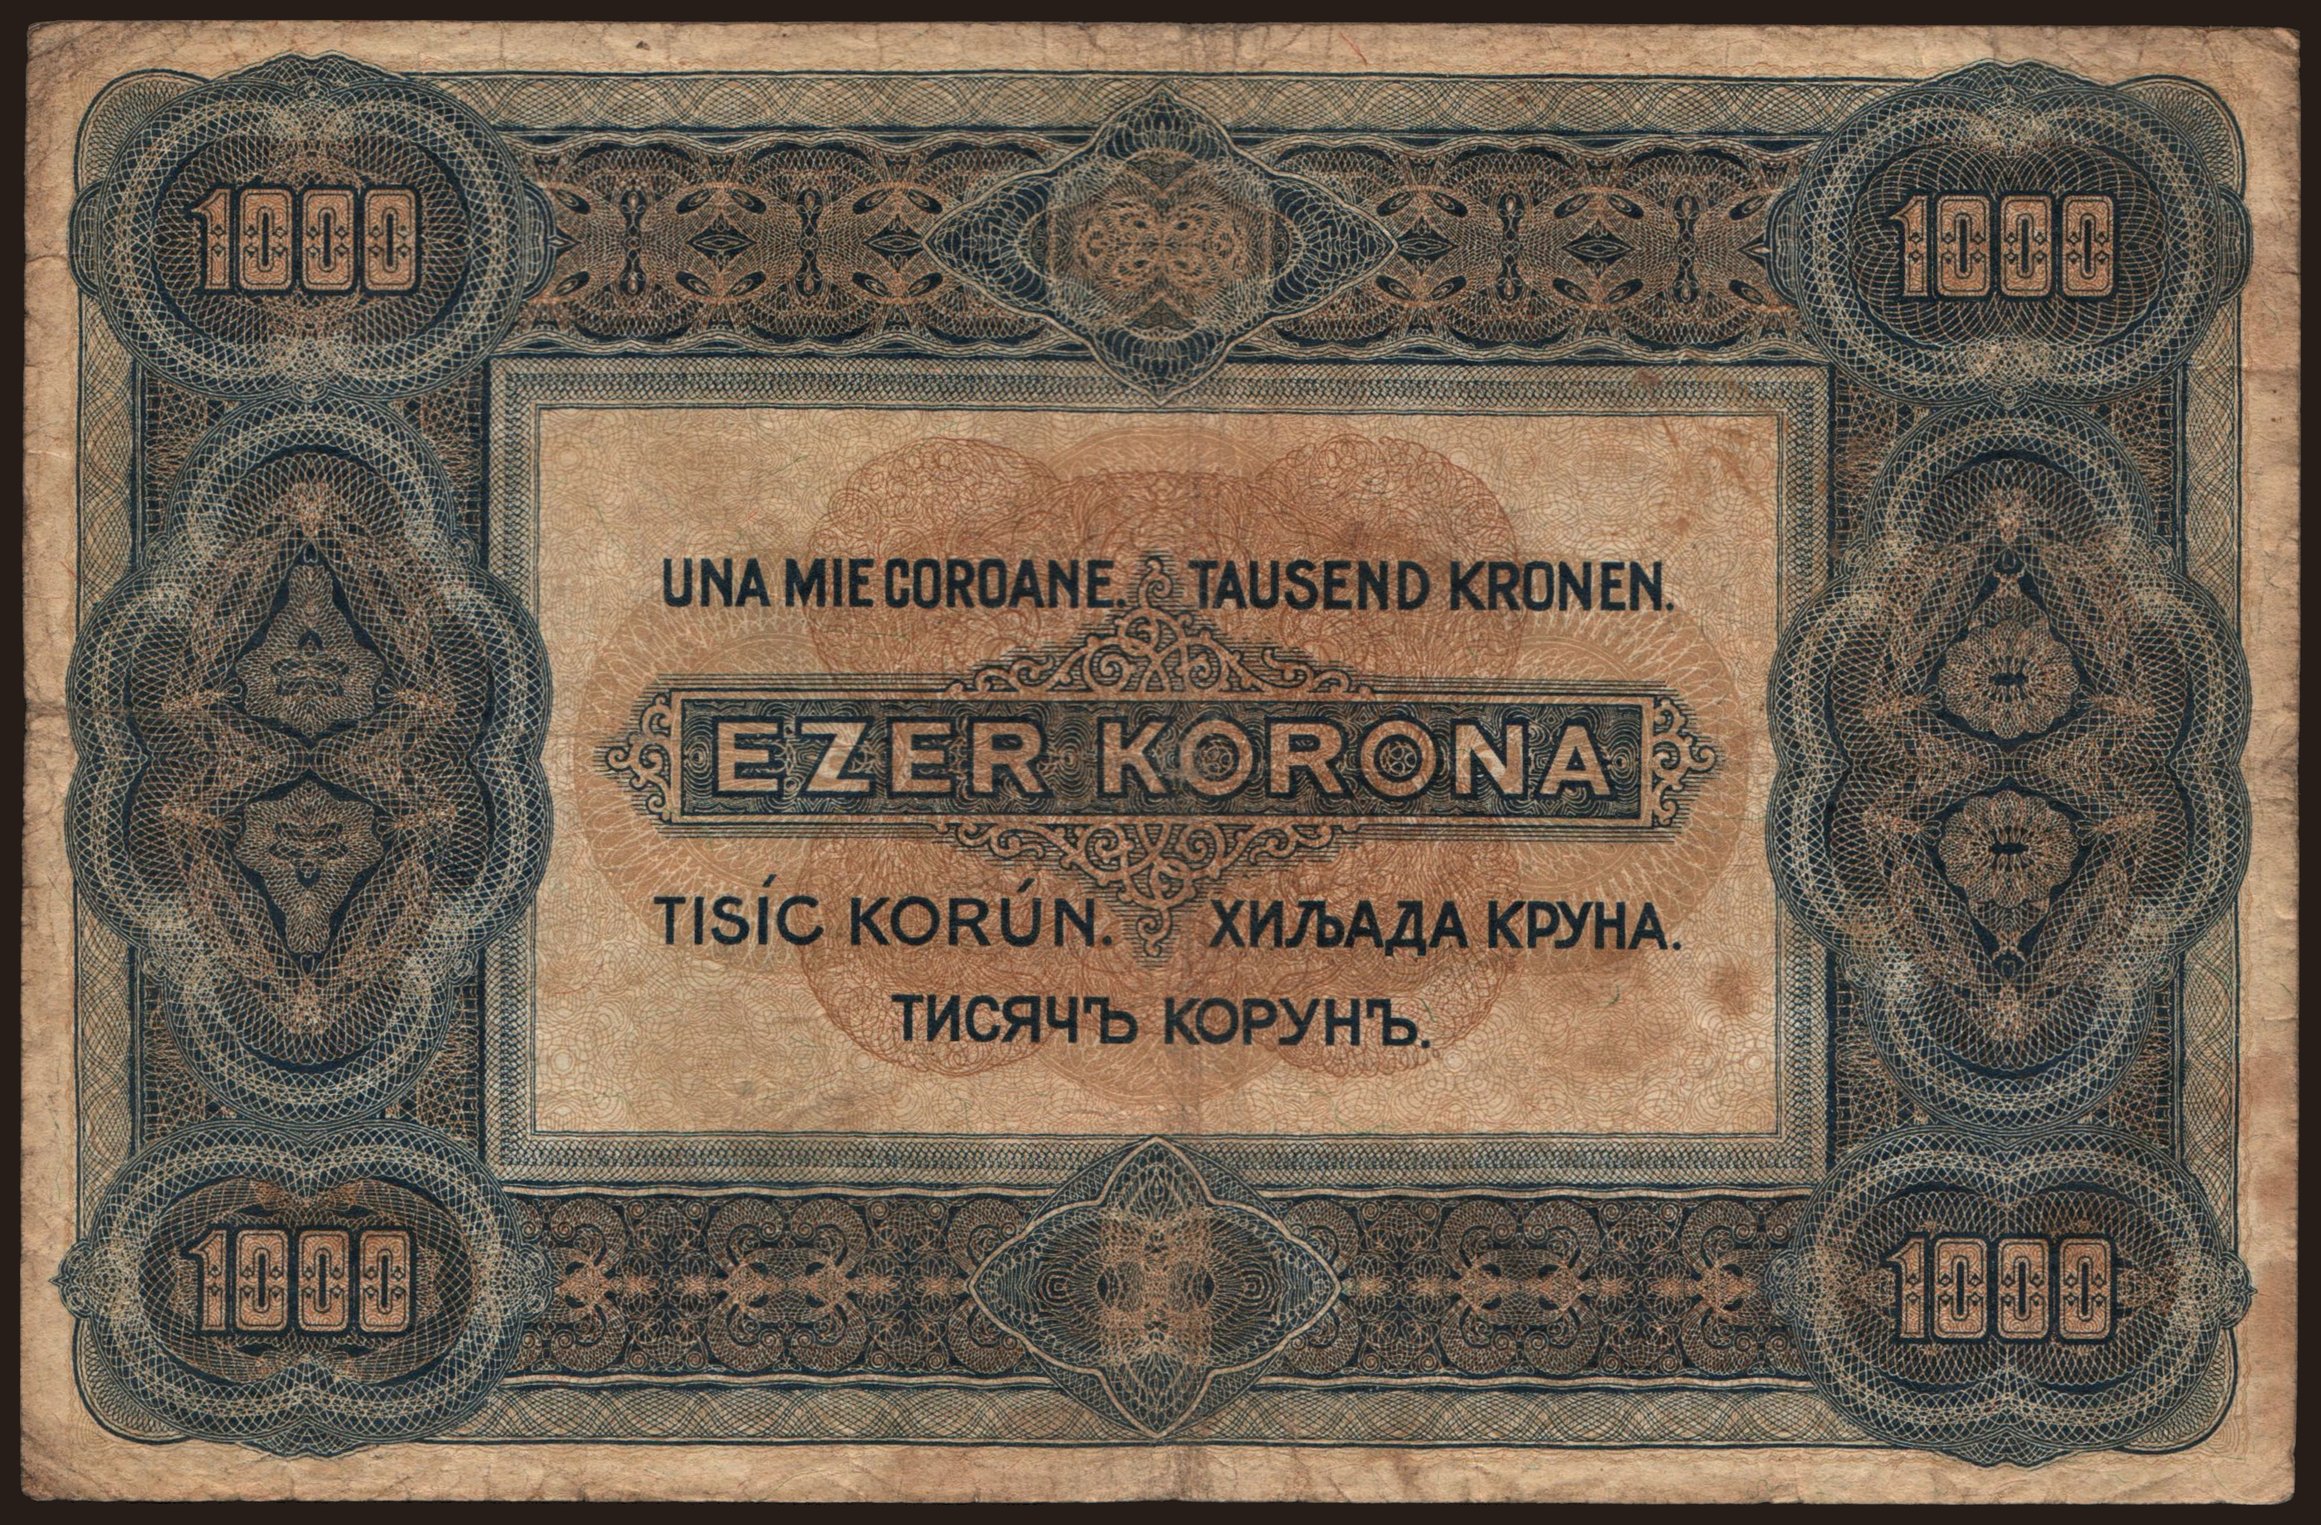 1000 1000
UNA MIE COROANE. TAUSEND KRONEN.
EZER KORONA
TISÍC KORÚN. ХИЉАДА КРУНА.
ТИСЯЧЪ КОРУНЪ.
1000 1000